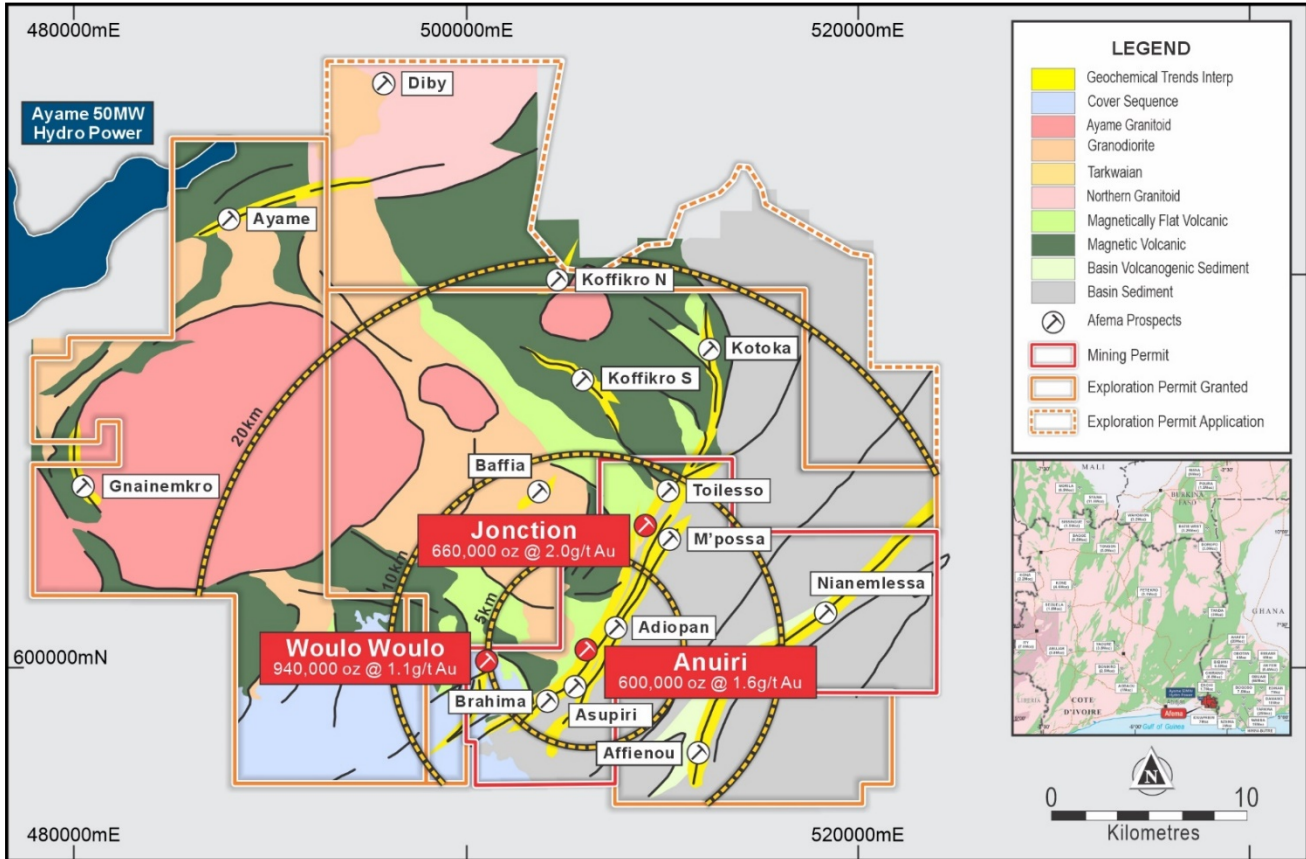 480000mE
500000mE
520000mE
Ayame 50MW
Hydro Power
Diby
Ayame
Koffikro N
Kotoka
Koffikro S
20km
Gnainemkro
Baffia
Toilesso
Jonction
660,000 oz @ 2.0g/t Au
M'possa
10km
5km
Nianemlessa
Adiopan
Woulo Woulo
940,000 oz @ 1.1g/t Au
Anuiri
600,000 oz @ 1.6g/t Au
600000mN
Brahima
Asupiri
Affienou
480000mE
520000mE
LEGEND
Geochemical Trends Interp
Cover Sequence
Ayame Granitoid
Granodiorite
Tarkwaian
Northern Granitoid
Magnetically Flat Volcanic
Magnetic Volcanic
Basin Volcanogenic Sediment
Basin Sediment
Afema Prospects
Mining Permit
Exploration Permit Granted
Exploration Permit Application
MALI
BURKINA
FASO
GHANA
COTE
D'IVOIRE
Afema
Gulf of Guinea
N
0
10
Kilometres